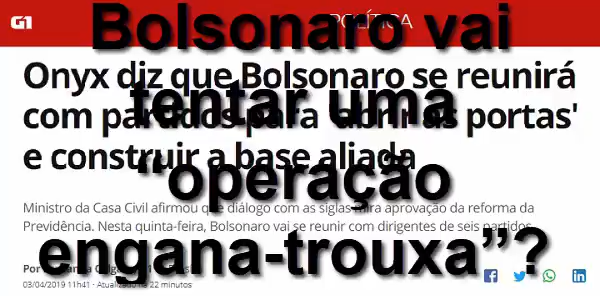 G1
POLÍTICA
Bolsonaro vai
Onyx diz que Bolsonaro se reunirá
tentar uma
com partidos para 'abrir as portas'
e construir a base aliada
“operação
Ministro da Casa Civil afirmou que diálogo com as siglas mira aprovação da reforma da
Previdência. Nesta quinta-feira, Bolsonaro vai se reunir com dirigentes de seis partidos.
engana-trouxa”?
Por
03/04/2019 11h41 · Atualizado há 22 minutos